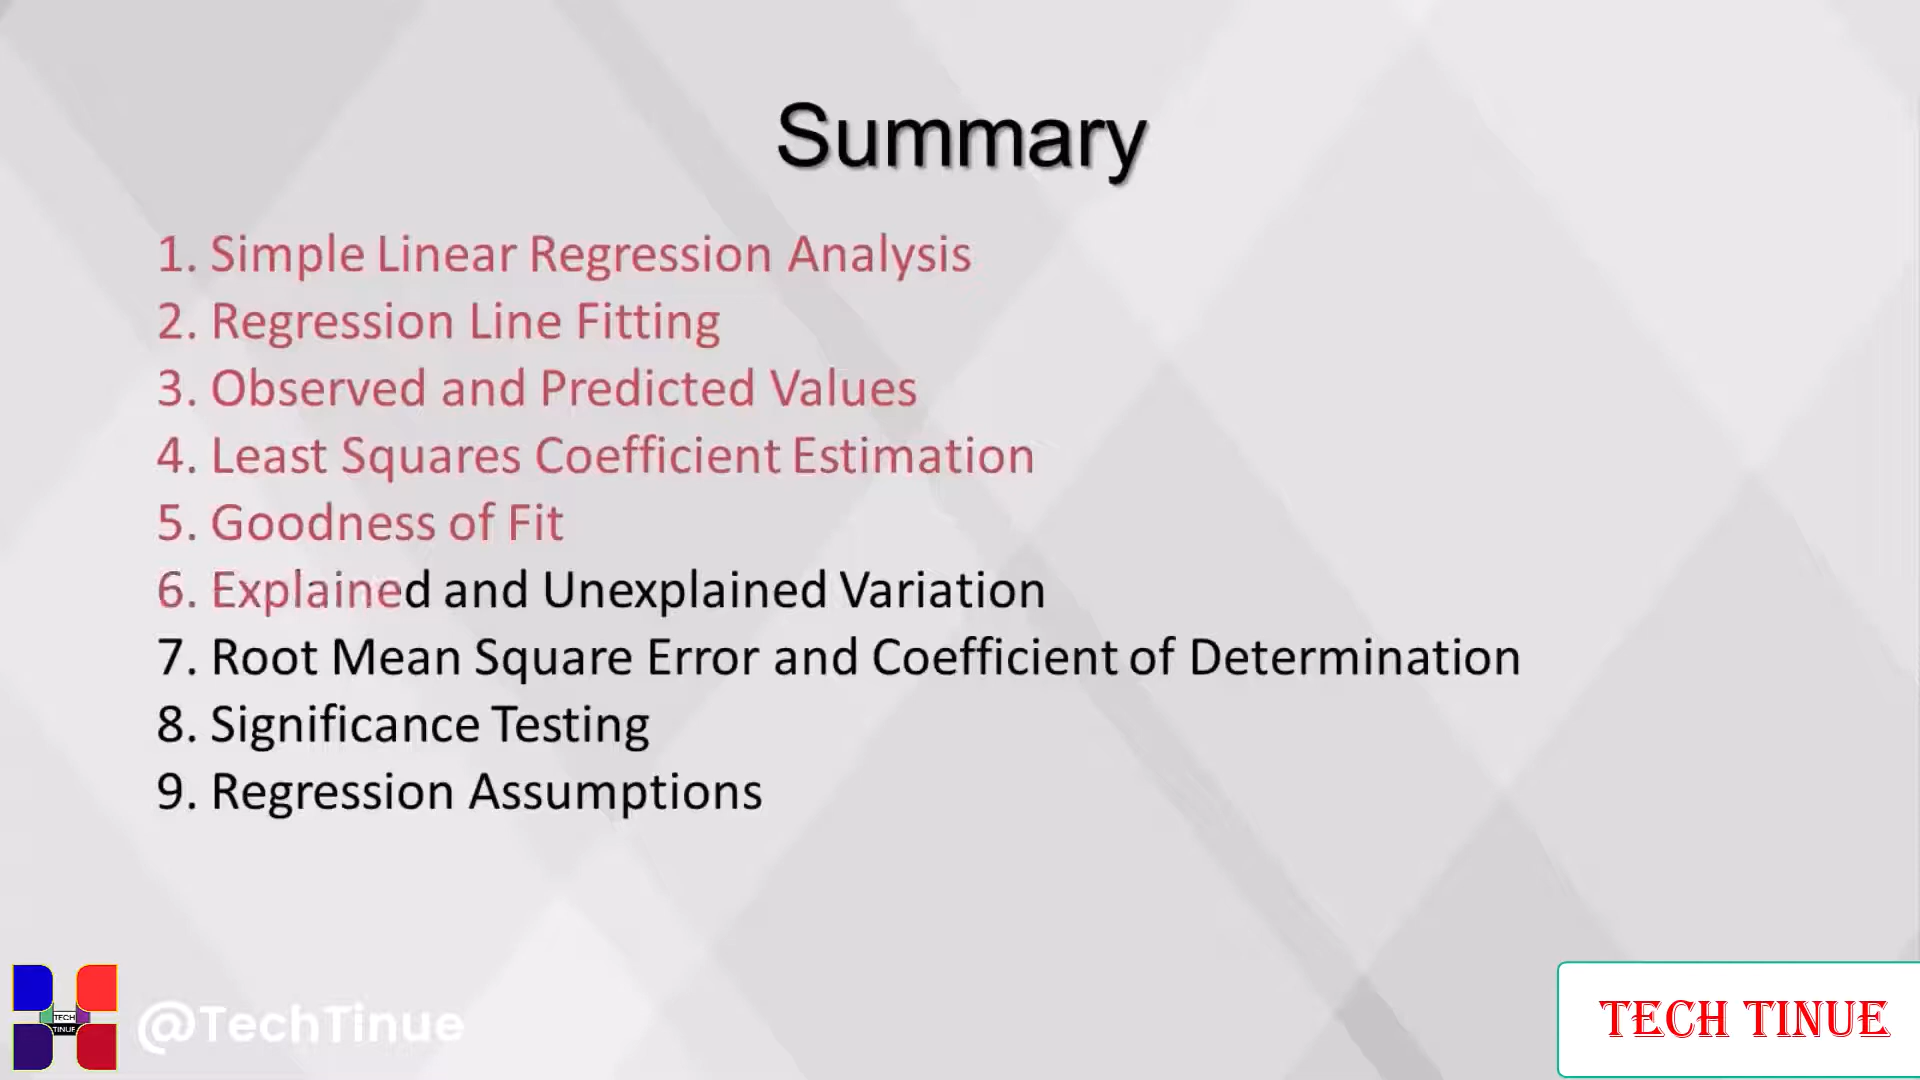 Summary
1. Simple Linear Regression Analysis
2. Regression Line Fitting
3. Observed and Predicted Values
4. Least Squares Coefficient Estimation
5. Goodness of Fit
6. Explained and Unexplained Variation
7. Root Mean Square Error and Coefficient of Determination
8. Significance Testing
9. Regression Assumptions
TECH
TINUE
@TechTinue
TECH TINUE